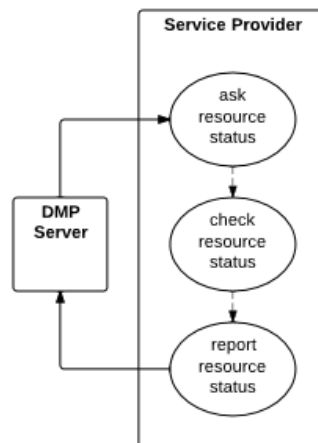 Service Provider
ask
resource
status
DMP
Server
check
resource
status
report
resource
status